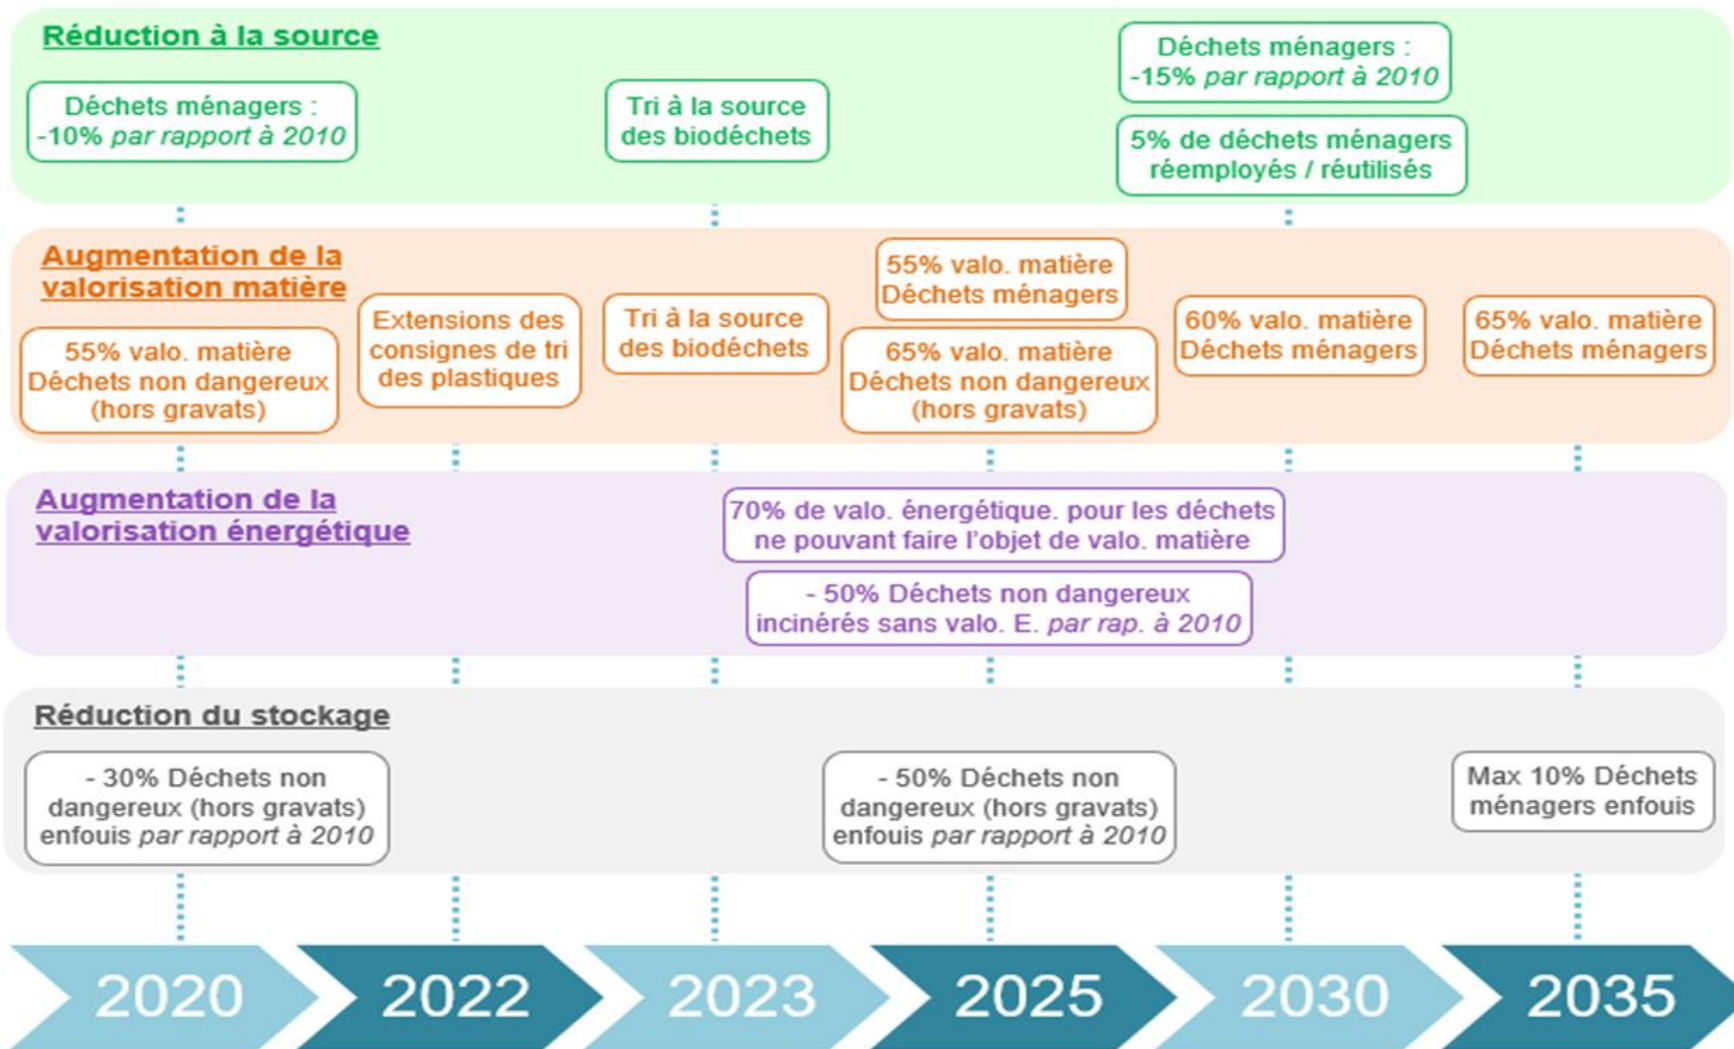 Réduction à la source
Déchets ménagers :
-10% par rapport à 2010
Tri à la source
des biodéchets
Déchets ménagers :
-15% par rapport à 2010
5% de déchets ménagers
réemployés / réutilisés
Augmentation de la
valorisation matière
55% valo. matière
Déchets non dangereux
(hors gravats)
Extensions des
consignes de tri
des plastiques
Tri à la source
des biodéchets
55% valo. matière
Déchets ménagers
65% valo. matière
Déchets non dangereux
(hors gravats)
60% valo. matière
Déchets ménagers
65% valo. matière
Déchets ménagers
Augmentation de la
valorisation énergétique
70% de valo. énergétique. pour les déchets
ne pouvant faire l'objet de valo. matière
- 50% Déchets non dangereux
incinérés sans valo. E. par rap. à 2010
Réduction du stockage
- 30% Déchets non
dangereux (hors gravats)
enfouis par rapport à 2010
- 50% Déchets non
dangereux (hors gravats)
enfouis par rapport à 2010
Max 10% Déchets
ménagers enfouis
2020
2022
2023
2025
2030
2035